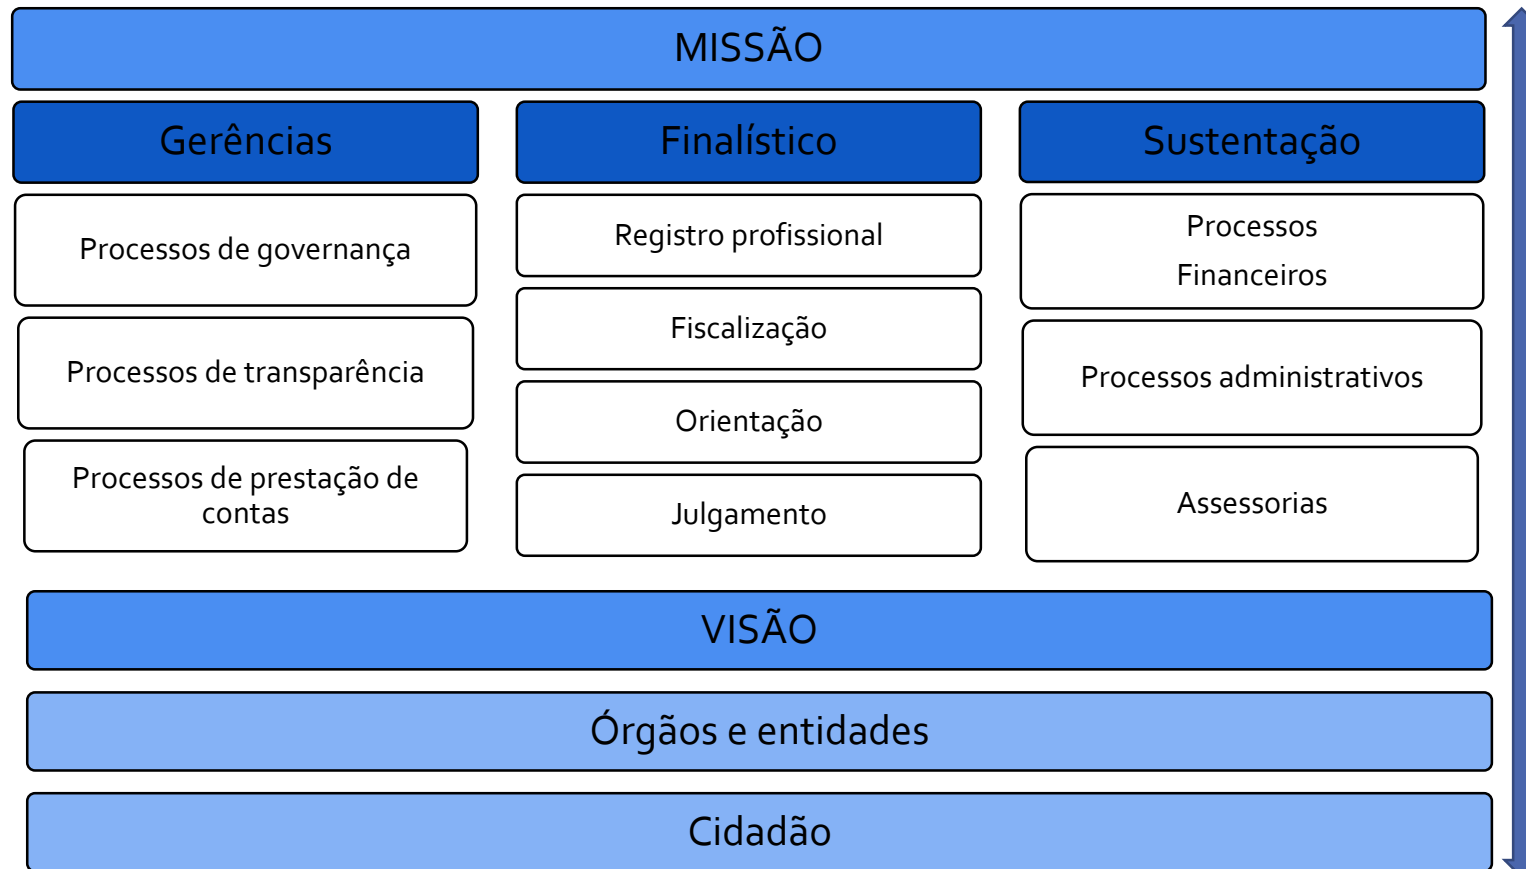 MISSÃO
Gerências
Processos de governança
Processos de transparência
Processos de prestação de
contas
Finalístico
Registro profissional
Fiscalização
Orientação
Julgamento
Sustentação
Processos
Financeiros
Processos administrativos
Assessorias
VISÃO
Órgãos e entidades
Cidadão